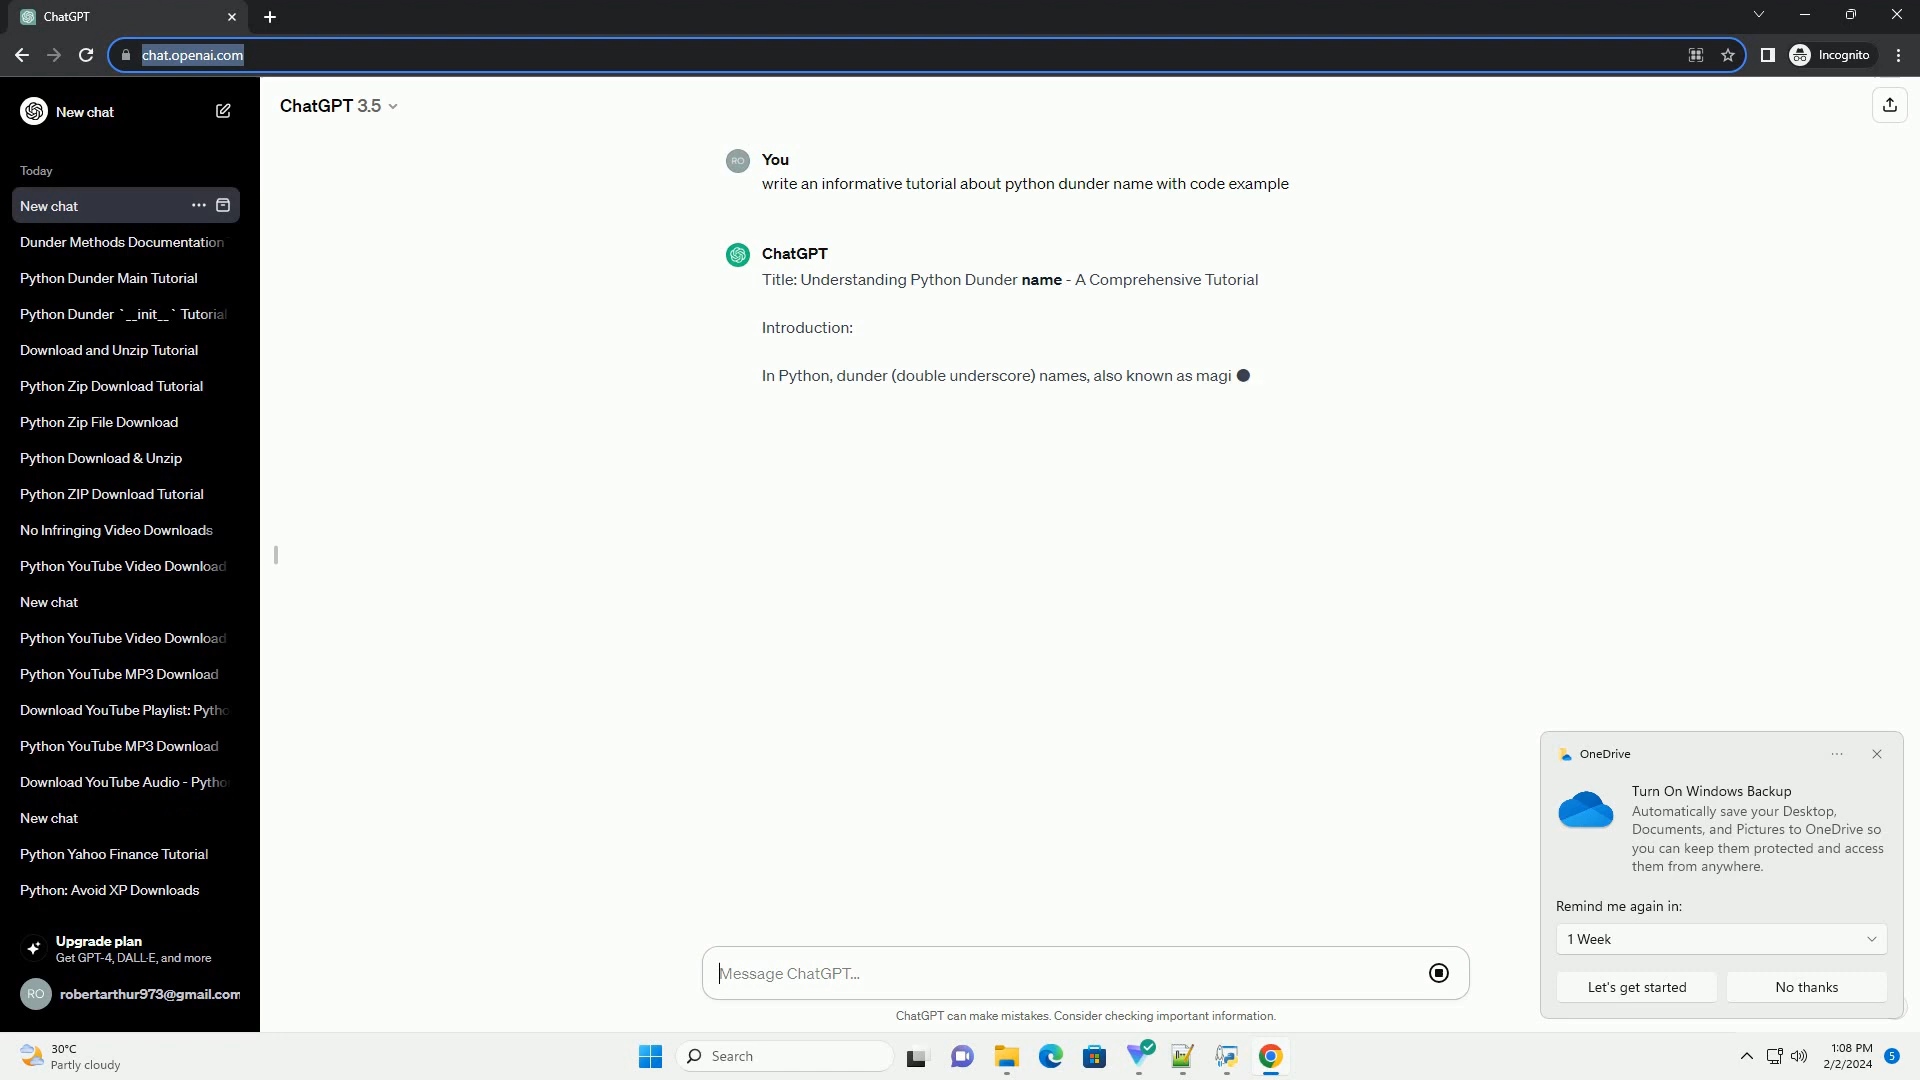 ChatGPT
chat.openai.com
Incognito
New chat
Today
New chat
Dunder Methods Documentation
Python Dunder Main Tutorial
Python Dunder `__init__` Tutorial
Download and Unzip Tutorial
Python Zip Download Tutorial
Python Zip File Download
Python Download & Unzip
Python ZIP Download Tutorial
No Infringing Video Downloads
Python YouTube Video Download
New chat
Python YouTube Video Download
Python YouTube MP3 Download
Download YouTube Playlist: Pytho
Python YouTube MP3 Download
Download YouTube Audio - Pytho
New chat
Python Yahoo Finance Tutorial
Python: Avoid XP Downloads
Upgrade plan
Get GPT-4, DALL·E, and more
RO robertarthur973@gmail.com
ChatGPT 3.5
RO You
write an informative tutorial about python dunder name with code example
ChatGPT
Title: Understanding Python Dunder name - A Comprehensive Tutorial
Introduction:
In Python, dunder (double underscore) names, also known as magi
Message ChatGPT...
ChatGPT can make mistakes. Consider checking important information.
OneDrive
Turn On Windows Backup
Automatically save your Desktop,
Documents, and Pictures to OneDrive so
you can keep them protected and access
them from anywhere.
Remind me again in:
1 Week
Let's get started
No thanks
30°C
Partly cloudy
Search
1:08 PM
2/2/2024
5